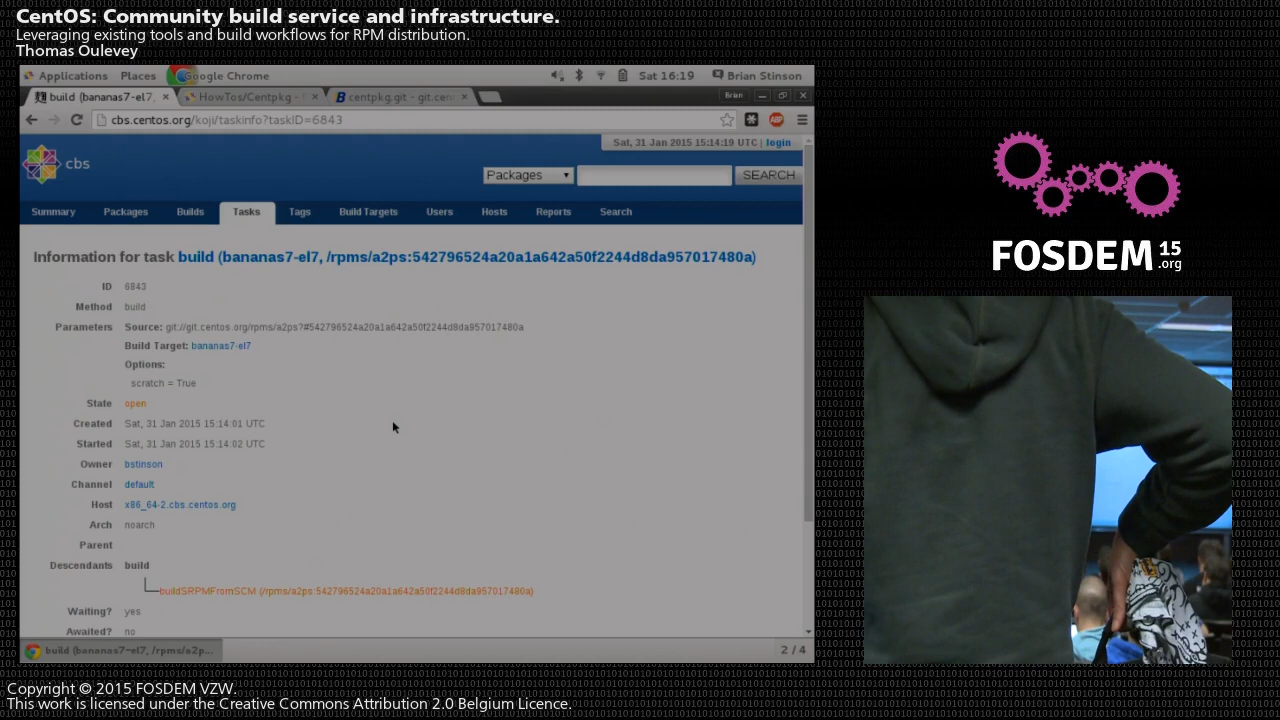 CentOS: Community build service and infrastructure.
Leveraging existing tools and build workflows for RPM distribution.
Thomas Oulevey
Applications Places Google Chrome Sat 16:19 Brian Stinson
build (bananas7-el7, HowTos/Centpkg - centpkg.git - git.cen Brian
cbs.centos.org/koji/taskinfo?taskID=6843 ABP
Sat, 31 Jan 2015 15:14:19 UTC | login
cbs
Packages SEARCH
Summary Packages Builds Tasks Tags Build Targets Users Hosts Reports Search
Information for task build (bananas7-el7, /rpms/a2ps:542796524a20a1a642a50f2244d8da957017480a)
ID 6843
Method build
Parameters Source: git://git.centos.org/rpms/a2ps?#542796524a20a1a642a50f2244d8da957017480a
Build Target: bananas7-el7
Options:
scratch = True
State open
Created Sat, 31 Jan 2015 15:14:01 UTC
Started Sat, 31 Jan 2015 15:14:02 UTC
Owner bstinson
Channel default
Host x86_64-2.cbs.centos.org
Arch noarch
Parent
Descendants build
buildSRPMFromSCM (/rpms/a2ps:542796524a20a1a642a50f2244d8da957017480a)
Waiting? yes
Awaited? no
build (bananas7-el7, /rpms/a2p... 2 / 4
FOSDEM 15 .org
Copyright © 2015 FOSDEM VZW.
This work is licensed under the Creative Commons Attribution 2.0 Belgium Licence.